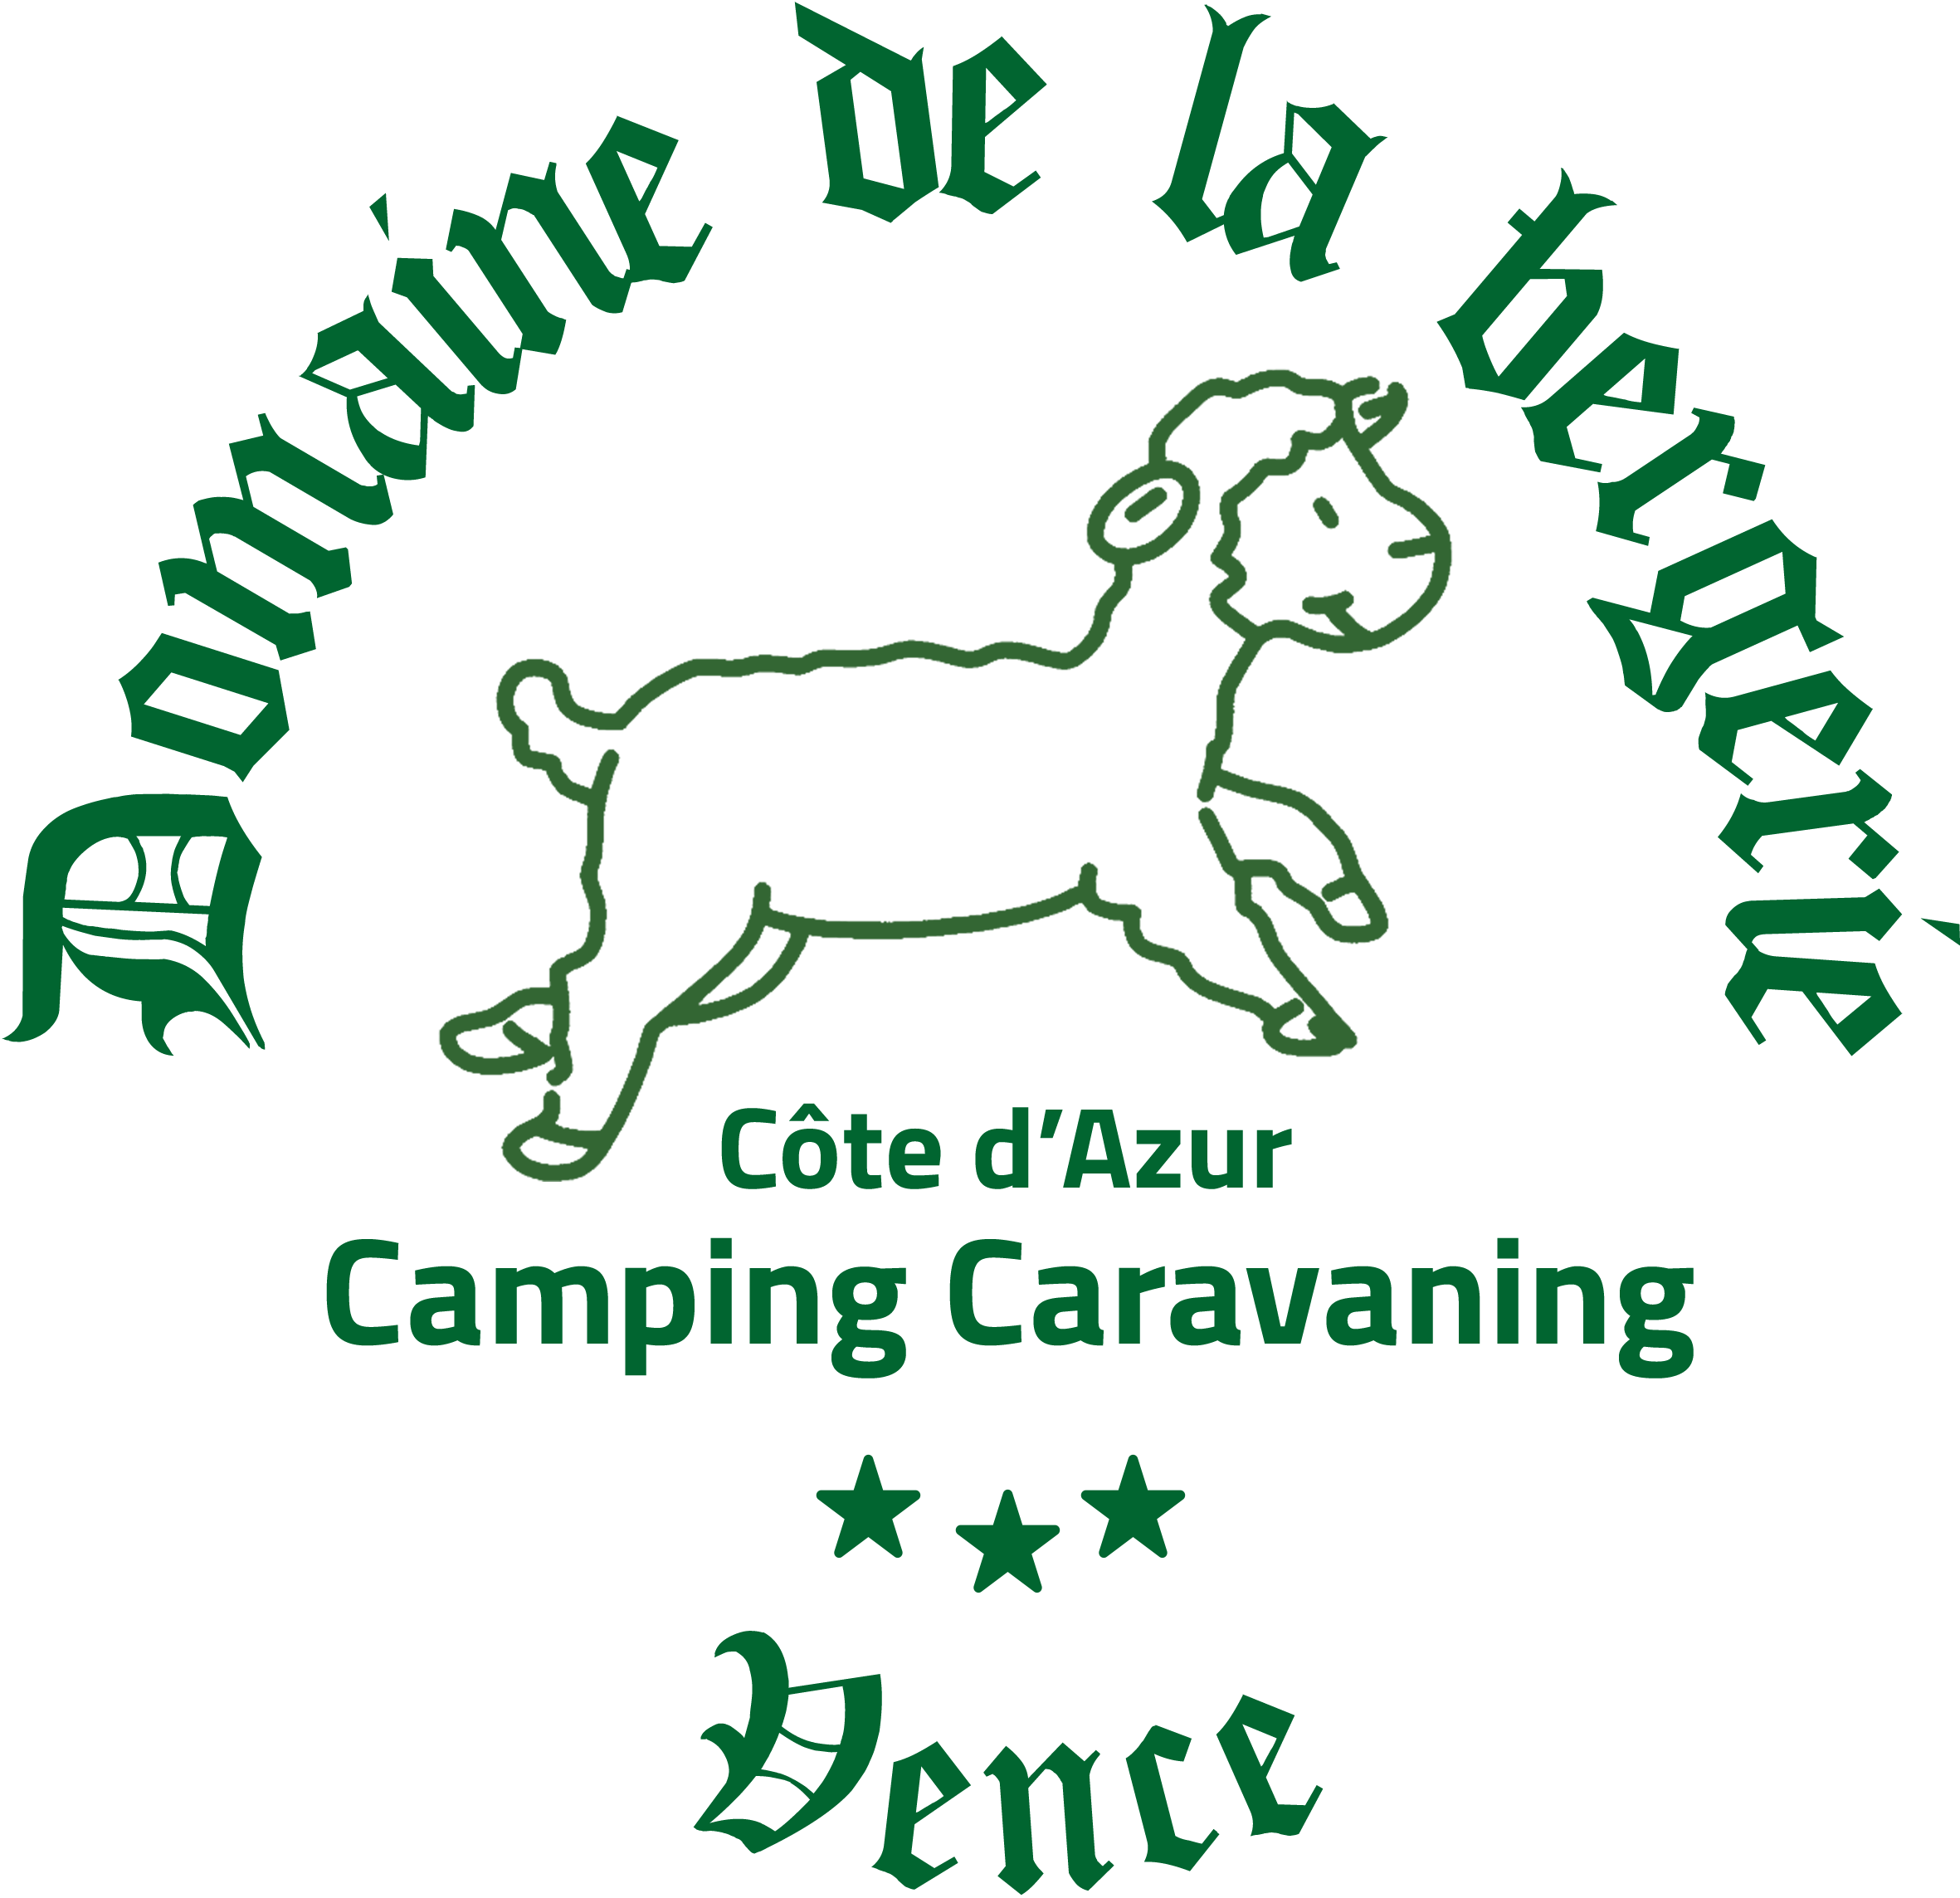 Domaine de la bergerie
Côte d’Azur
Camping Caravaning
Vence